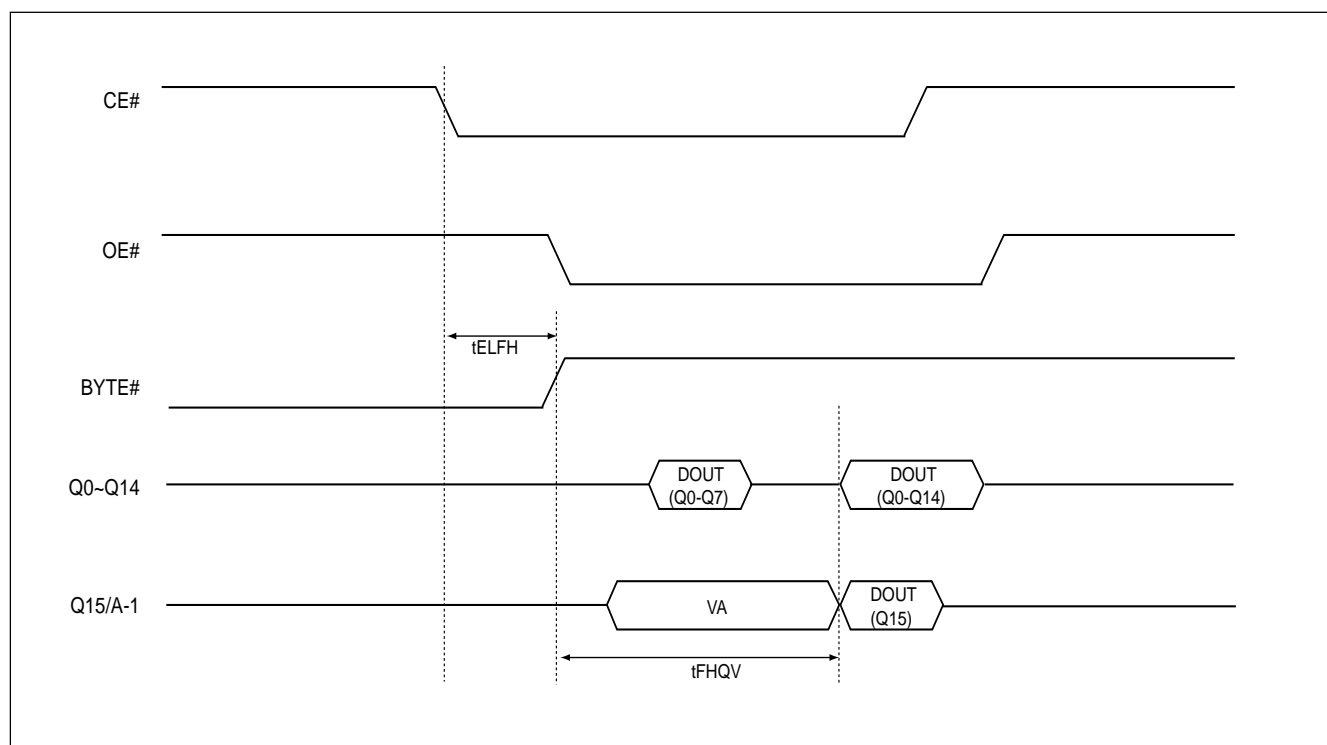 CE#
OE#
tELFH
BYTE#
Q0~Q14
DOUT
(Q0-Q7)
DOUT
(Q0-Q14)
Q15/A-1
VA
DOUT
(Q15)
tFHQV